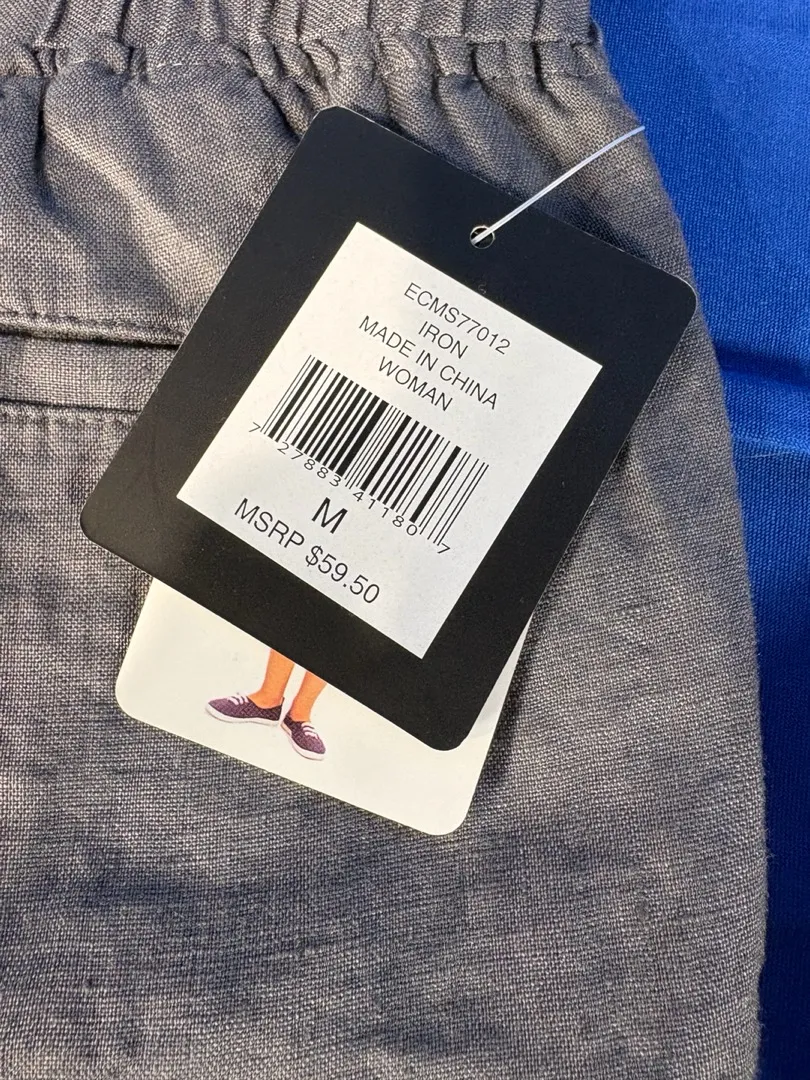 ECMS77012
IRON
MADE IN CHINA
WOMAN
7 27883 41180 7
M
MSRP $59.50